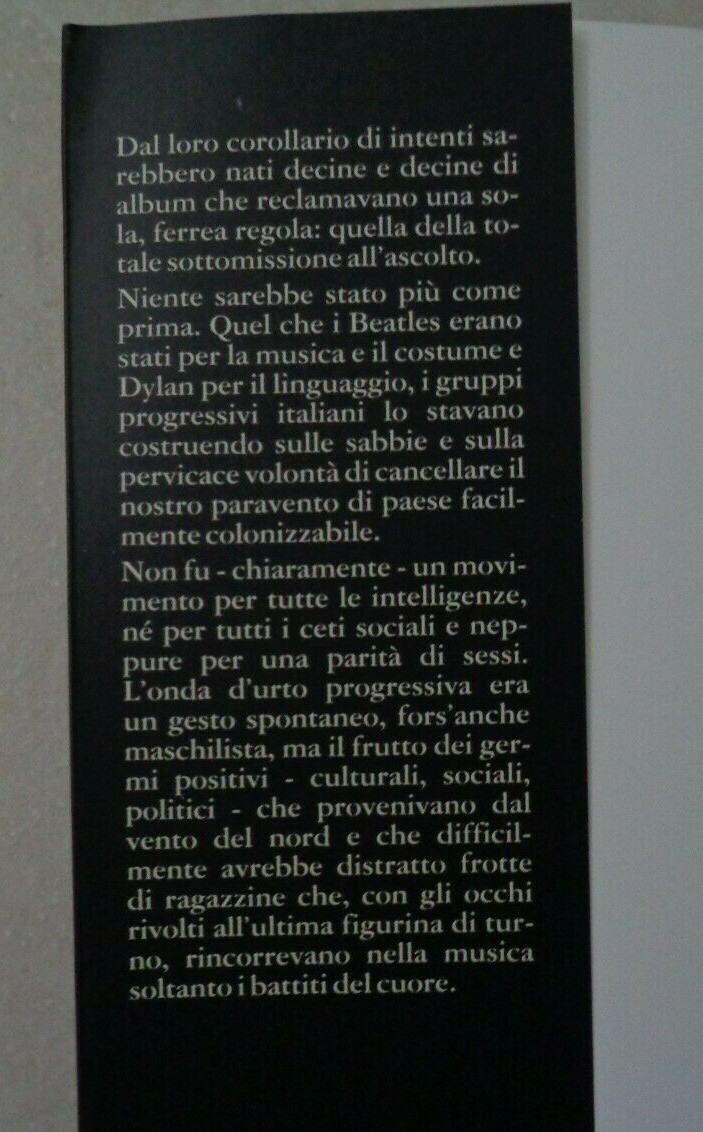 Dal loro corollario di intenti sa-
rebbero nati decine e decine di
album che reclamavano una so-
la, ferrea regola: quella della to-
tale sottomissione all'ascolto.
Niente sarebbe stato più come
prima. Quel che i Beatles erano
stati per la musica e il costume e
Dylan per il linguaggio, i gruppi
progressivi italiani lo stavano
costruendo sulle sabbie e sulla
pervicace volontà di cancellare il
nostro paravento di paese facil-
mente colonizzabile.
Non fu - chiaramente - un movi-
mento per tutte le intelligenze,
né per tutti i ceti sociali e nep-
pure per una parità di sessi.
L'onda d'urto progressiva era
un gesto spontaneo, fors'anche
maschilista, ma il frutto dei ger-
mi positivi - culturali, sociali,
politici - che provenivano dal
vento del nord e che difficil-
mente avrebbe distratto frotte
di ragazzine che, con gli occhi
rivolti all'ultima figurina di tur-
no, rincorrevano nella musica
soltanto i battiti del cuore.